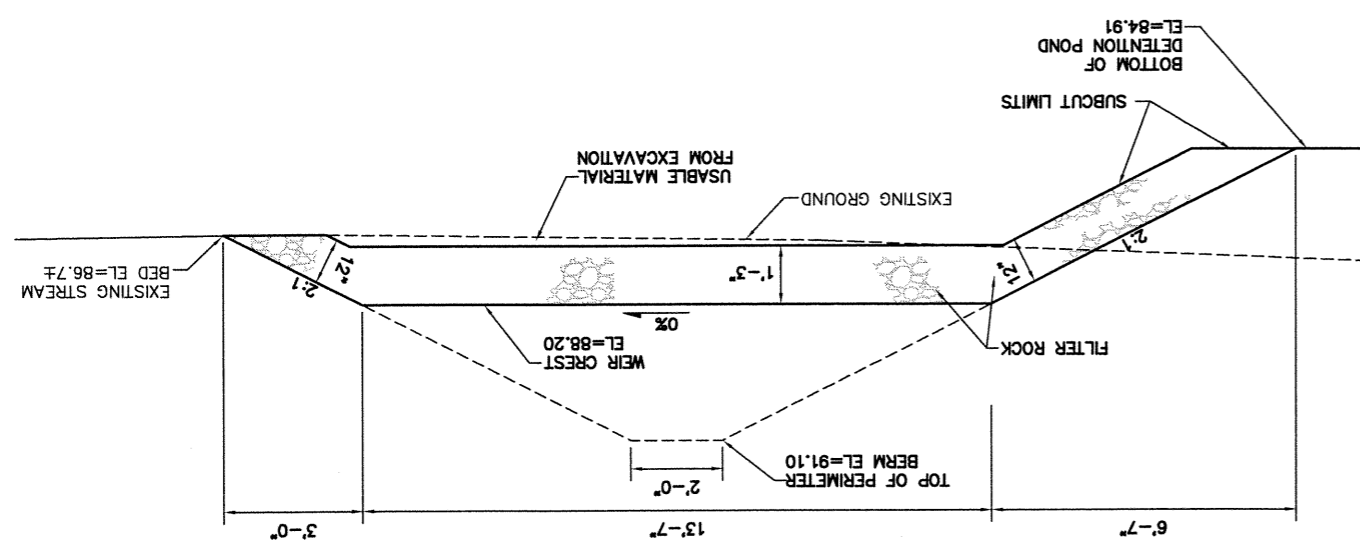 6'-7"
13'-7"
3'-0"
2'-0"
TOP OF PERIMETER
BERM EL=91.10
WEIR CREST
EL=88.20
0%
FILTER ROCK
2:1
12"
1'-3"
12"
2:1
EXISTING STREAM
BED EL=86.7±
EXISTING GROUND
USABLE MATERIAL
FROM EXCAVATION
SUBCUT LIMITS
BOTTOM OF
DETENTION POND
EL=84.91